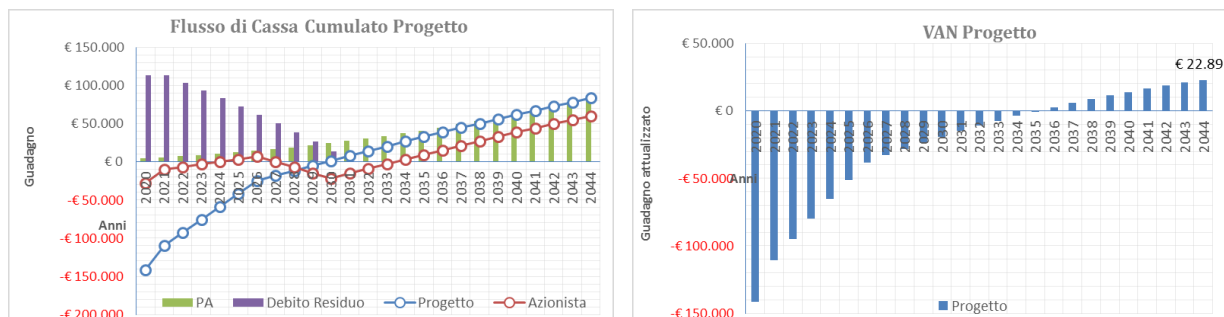 Flusso di Cassa Cumulato Progetto
€ 150.000
€ 100.000
€ 50.000
€ 0
-€ 50.000
-€ 100.000
-€ 150.000
-€ 200.000
Guadagno
Anni
2020 2021 2022 2023 2024 2025 2026 2027 2028 2029 2030 2031 2032 2033 2034 2035 2036 2037 2038 2039 2040 2041 2042 2043 2044
PA Debito Residuo Progetto Azionista
VAN Progetto
€ 50.000
€ 0
-€ 50.000
-€ 100.000
-€ 150.000
Guadagno attualizzato
Anni
€ 22.89
2020 2021 2022 2023 2024 2025 2026 2027 2028 2029 2030 2031 2032 2033 2034 2035 2036 2037 2038 2039 2040 2041 2042 2043 2044
Progetto